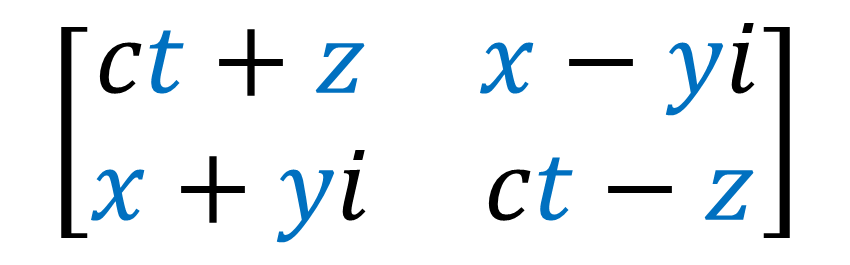 [ct + z x − yi
x + yi ct − z]